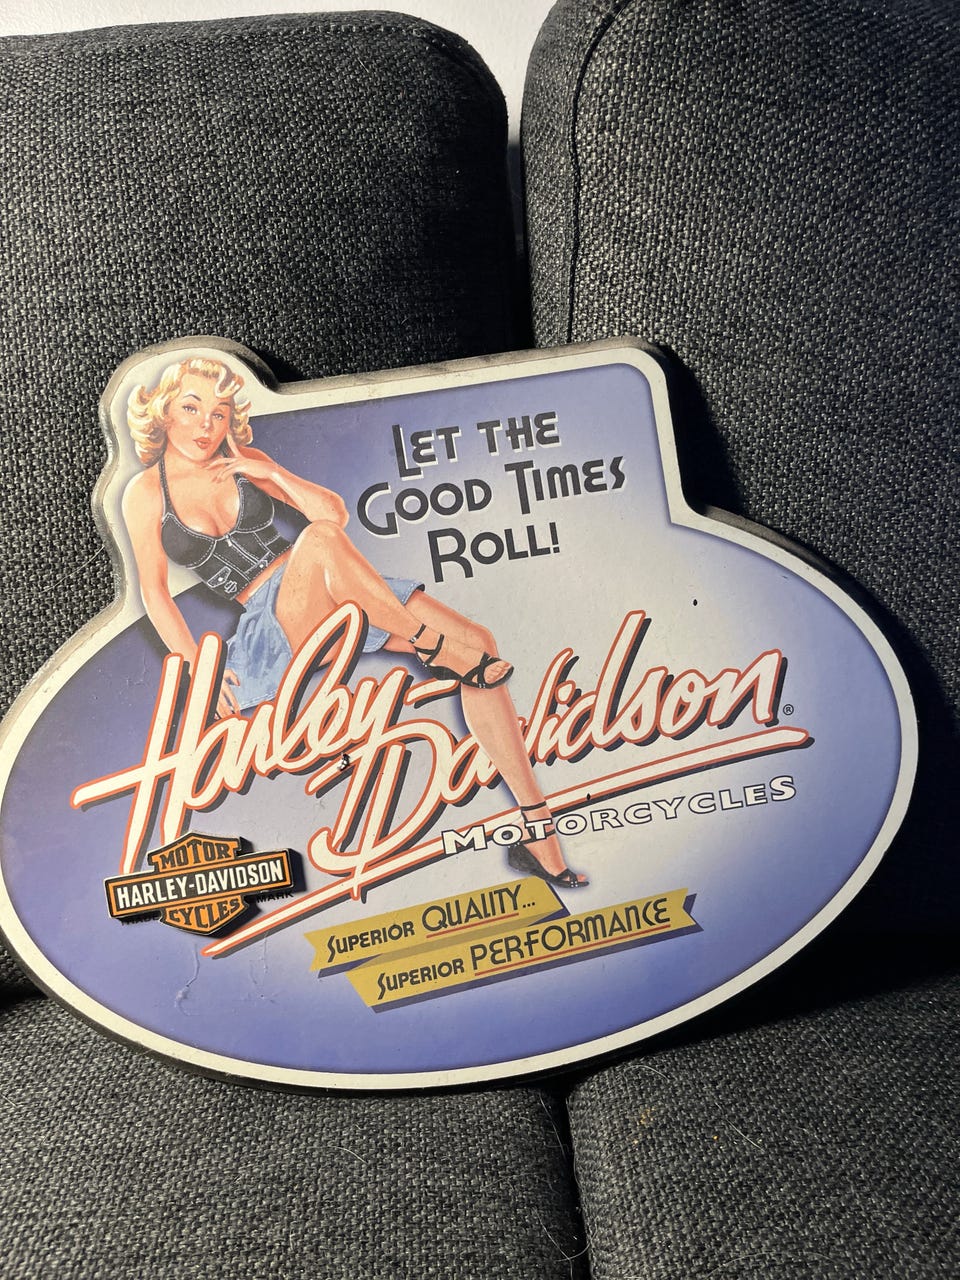 LET THE
GOOD TIMES
ROLL!
Harley-
Davidson®
MOTORCYCLES
MOTOR
HARLEY-DAVIDSON
CYCLES
SUPERIOR QUALITY...
SUPERIOR PERFORMANCE